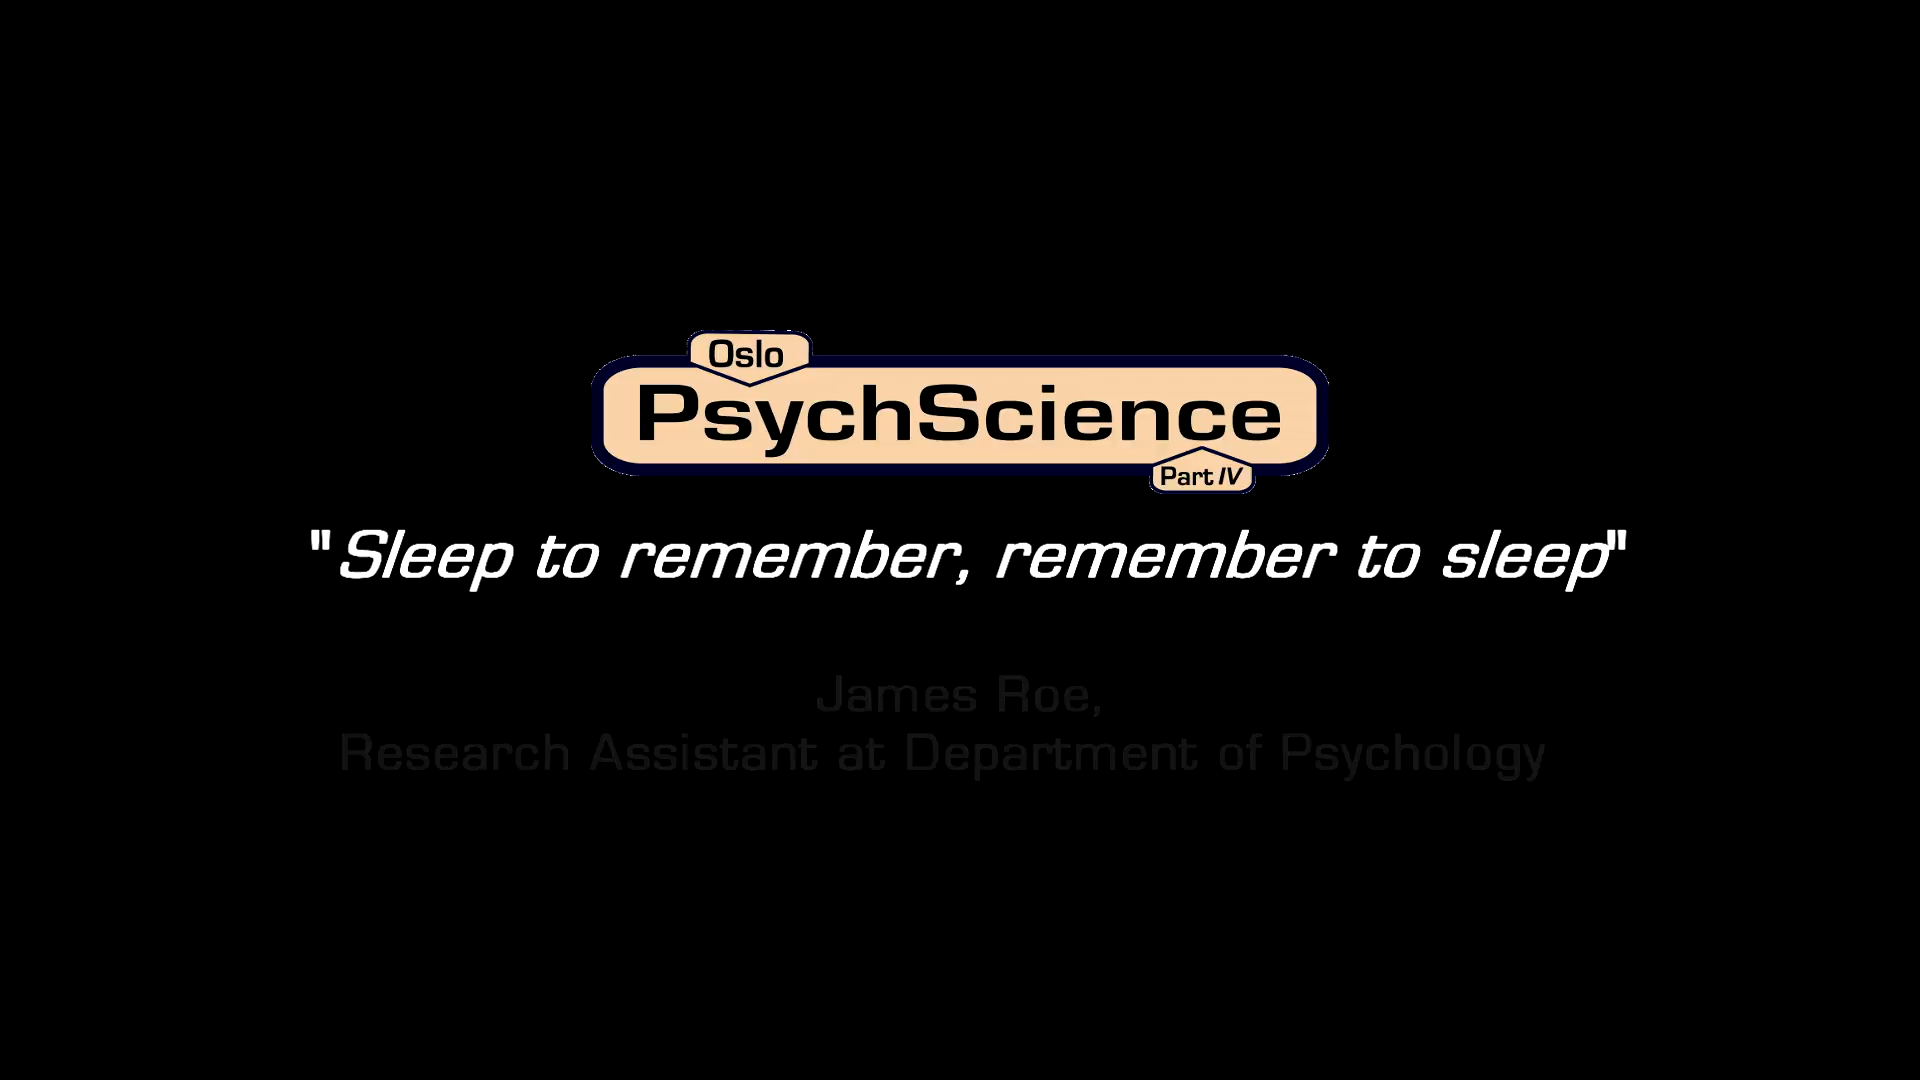 Oslo
PsychScience
Part IV
"Sleep to remember, remember to sleep"
James Roe,
Research Assistant at Department of Psychology